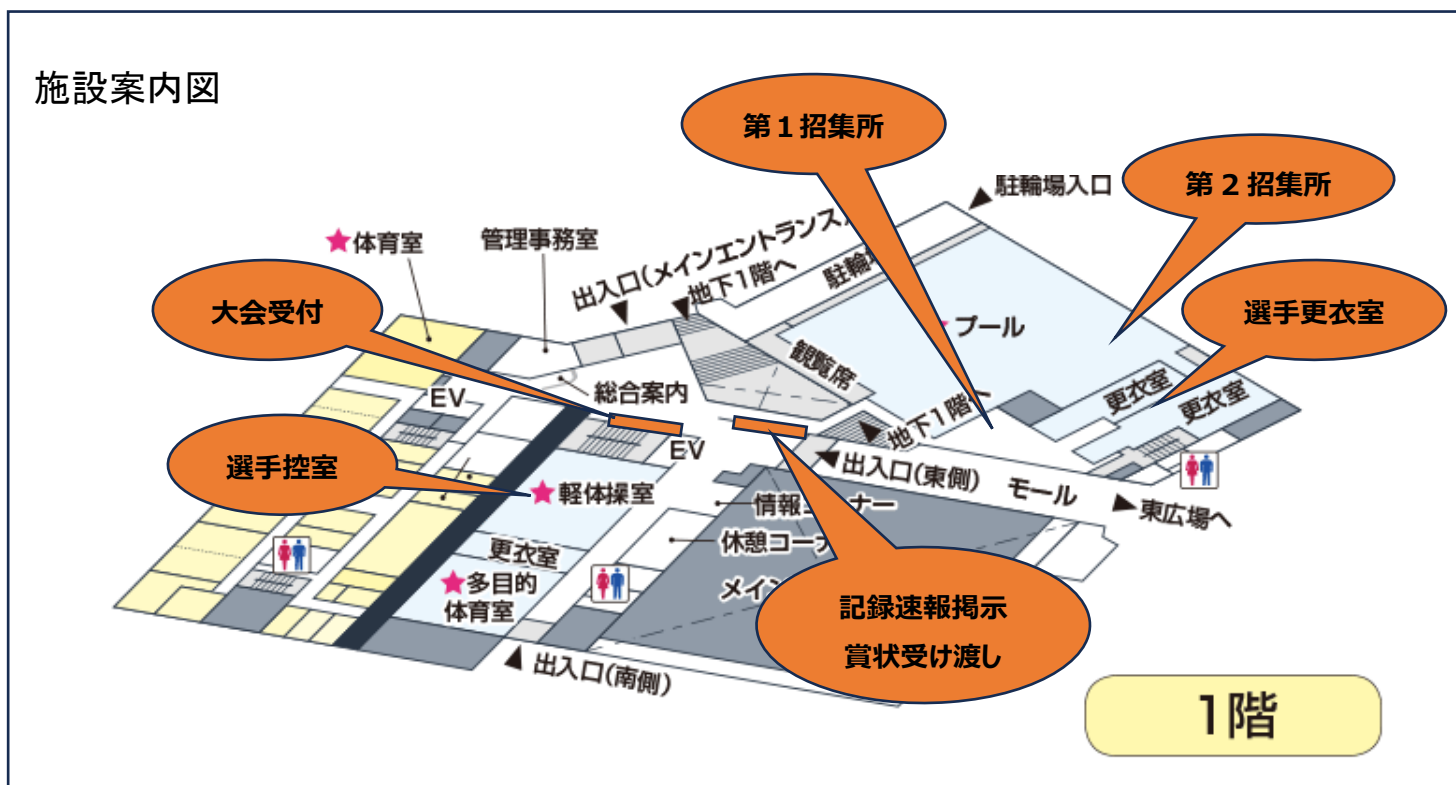 施設案内図
第１招集所
第２招集所
駐輪場入口
★体育室
管理事務室
出入口(メインエントランス
地下1階へ
駐輪場
大会受付
プール
選手更衣室
観覧席
総合案内
EV
更衣室
更衣室
地下1階へ
EV
出入口(東側)
モール
選手控室
★軽体操室
情報コーナー
東広場へ
休憩コーナ
更衣室
★多目的
体育室
メイン
記録速報掲示
賞状受け渡し
出入口(南側)
1階